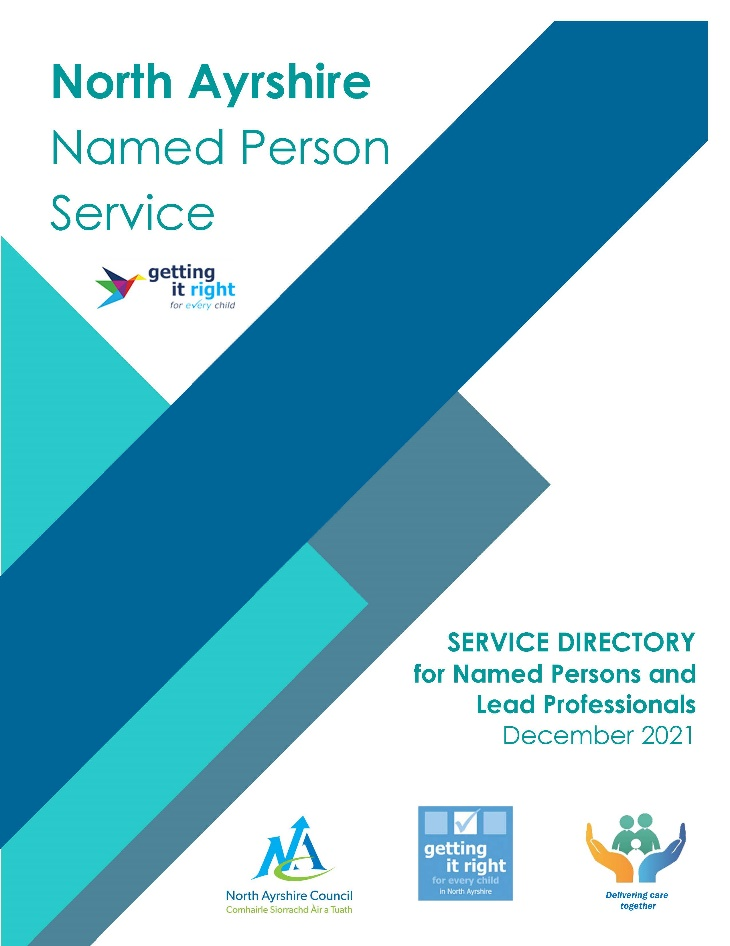 North Ayrshire
Named Person
Service
getting
it right
for every child
SERVICE DIRECTORY
for Named Persons and
Lead Professionals
December 2021
NA
North Ayrshire Council
Comhairle Siorrachd Àir a Tuath
getting
it right
for every child
in North Ayrshire
Delivering care
together